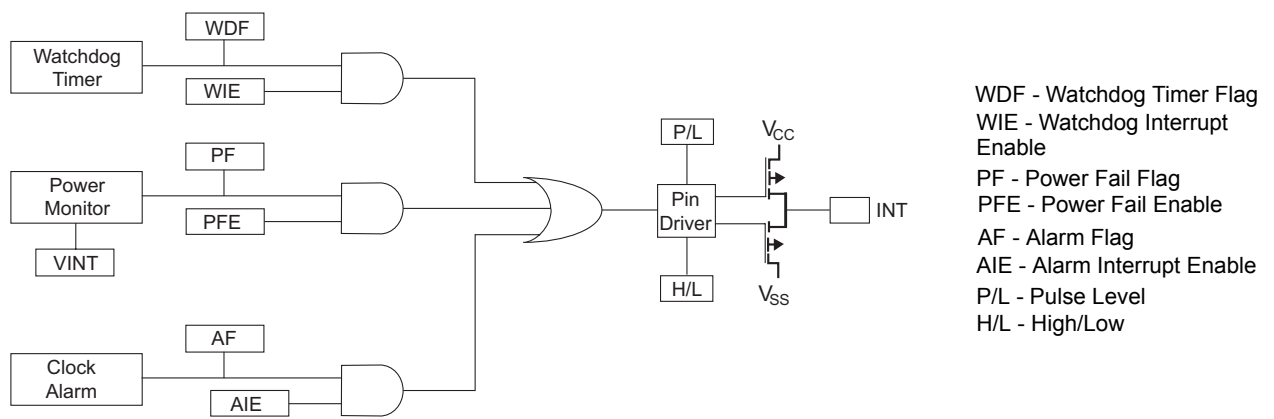 WDF
Watchdog
Timer
WIE
PF
Power
Monitor
PFE
VINT
AF
Clock
Alarm
AIE
P/L
VCC
Pin
Driver
INT
H/L
VSS
WDF - Watchdog Timer Flag
WIE - Watchdog Interrupt
Enable
PF - Power Fail Flag
PFE - Power Fail Enable
AF - Alarm Flag
AIE - Alarm Interrupt Enable
P/L - Pulse Level
H/L - High/Low